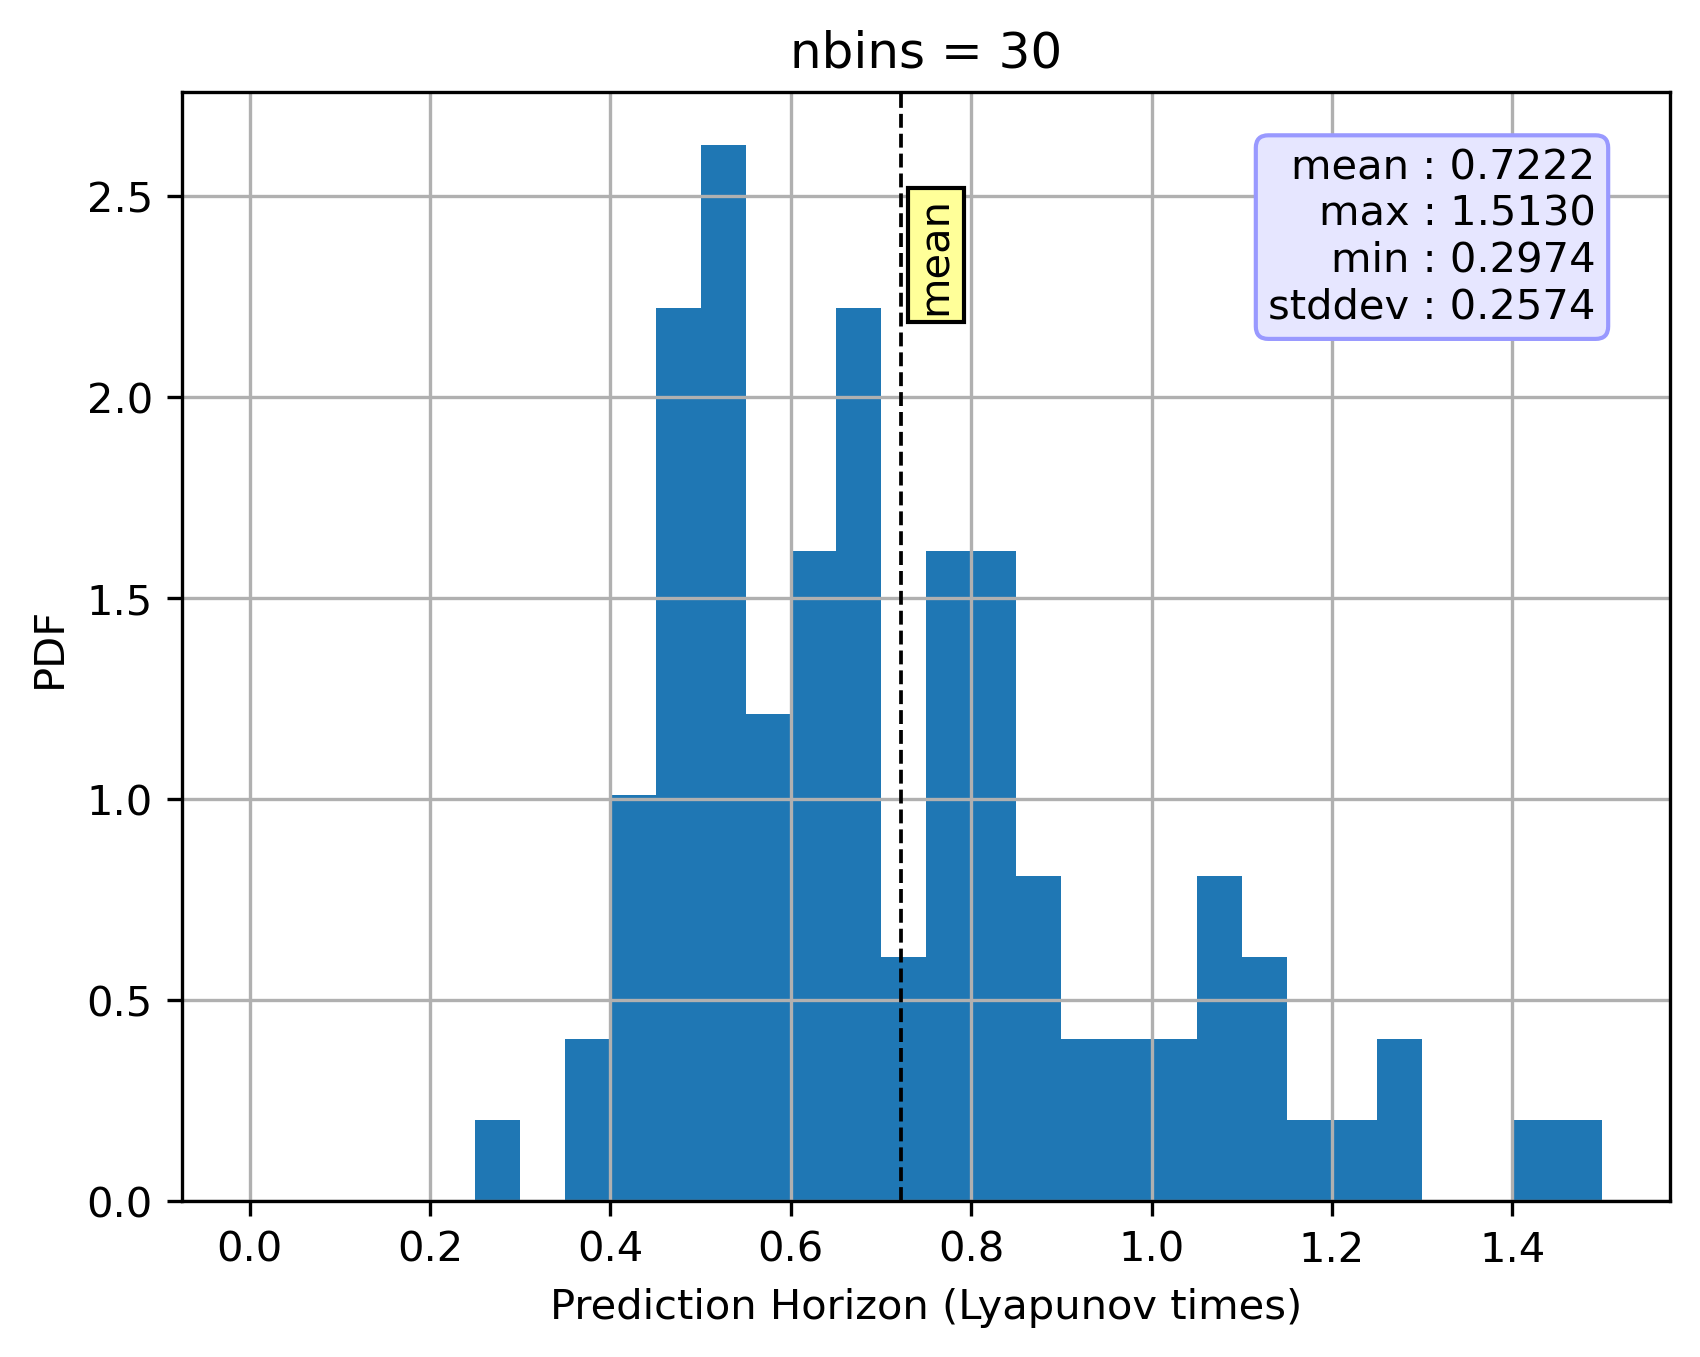 nbins = 30
mean : 0.7222
max : 1.5130
min : 0.2974
stddev : 0.2574
mean
PDF
2.5
2.0
1.5
1.0
0.5
0.0
0.0 0.2 0.4 0.6 0.8 1.0 1.2 1.4
Prediction Horizon (Lyapunov times)